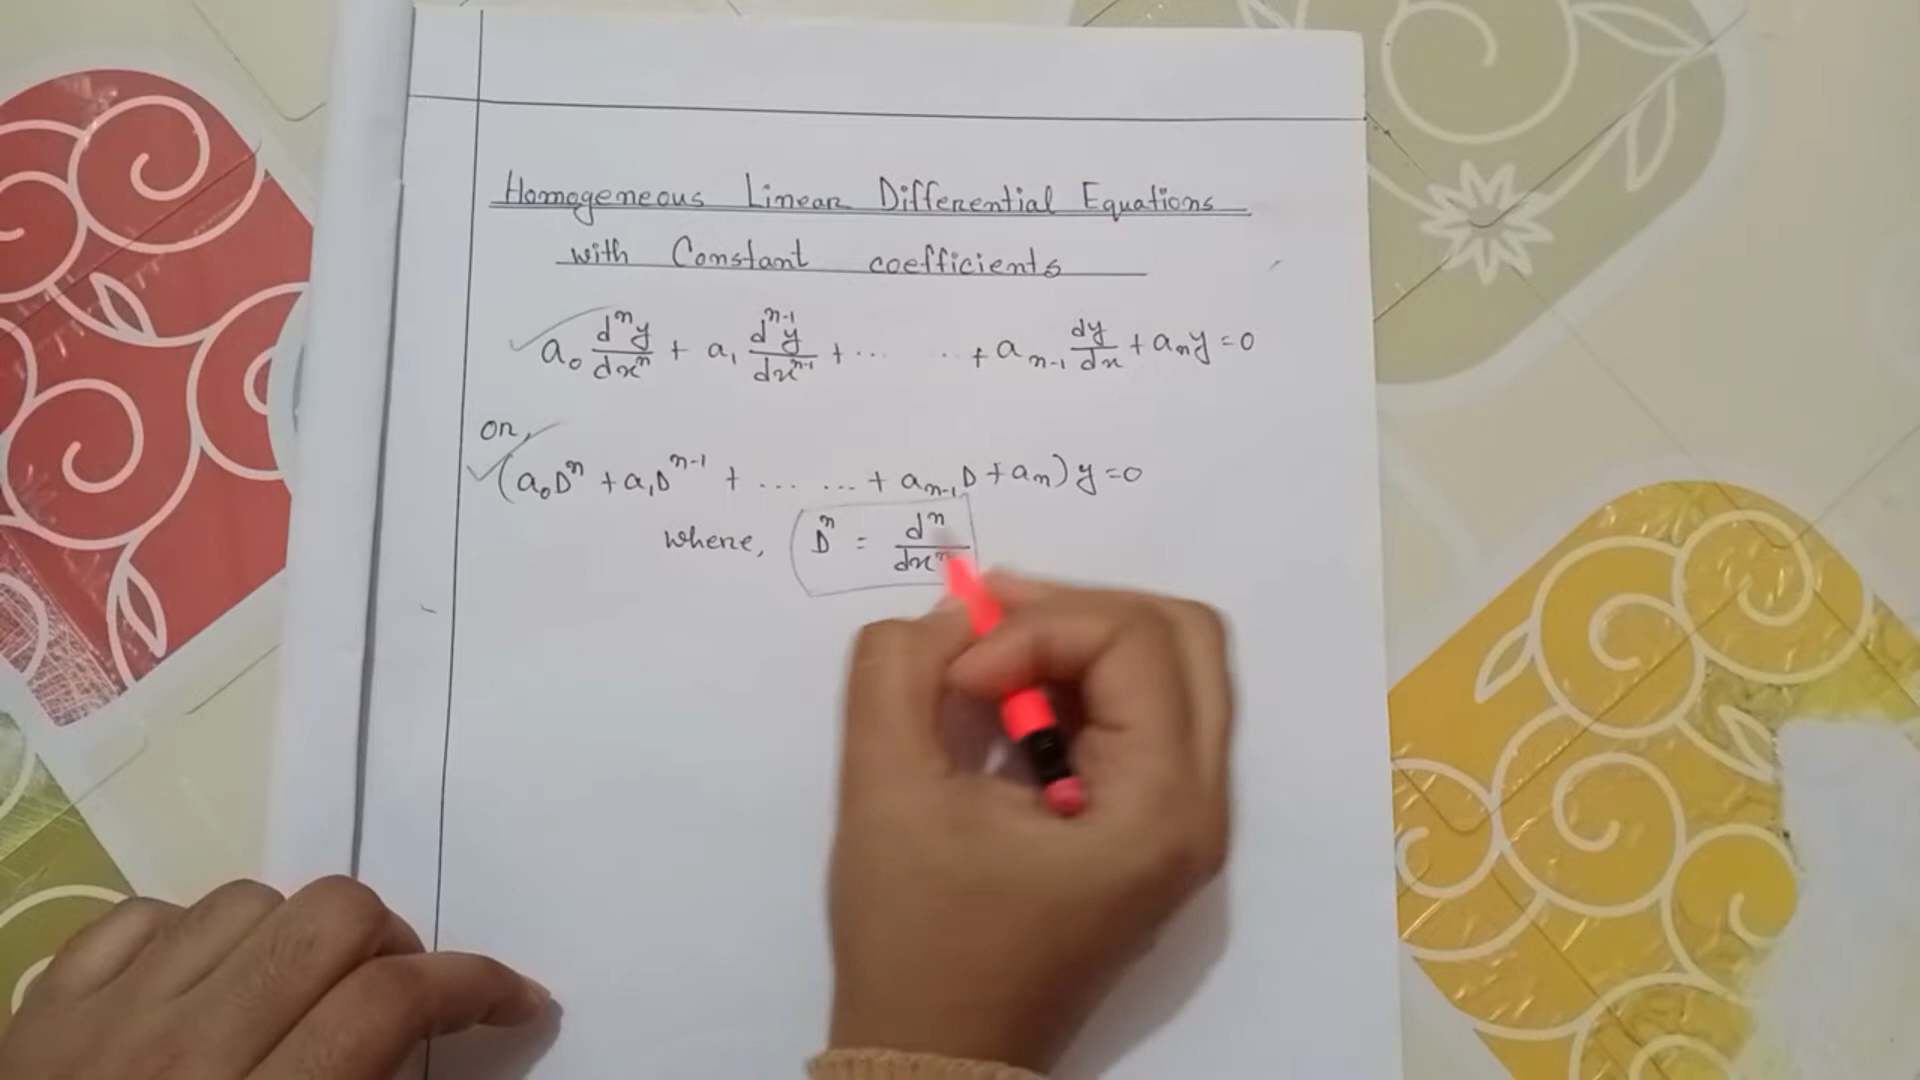 Homogeneous Linear Differential Equations
with Constant coefficients
a₀ dⁿy/dxⁿ + a₁ dⁿ⁻¹y/dxⁿ⁻¹ + ... .. + aₙ₋₁ dy/dx + aₙy = 0
or,
(a₀Dⁿ + a₁Dⁿ⁻¹ + ... ... + aₙ₋₁D + aₙ) y = 0
where, Dⁿ = dⁿ/dxⁿ